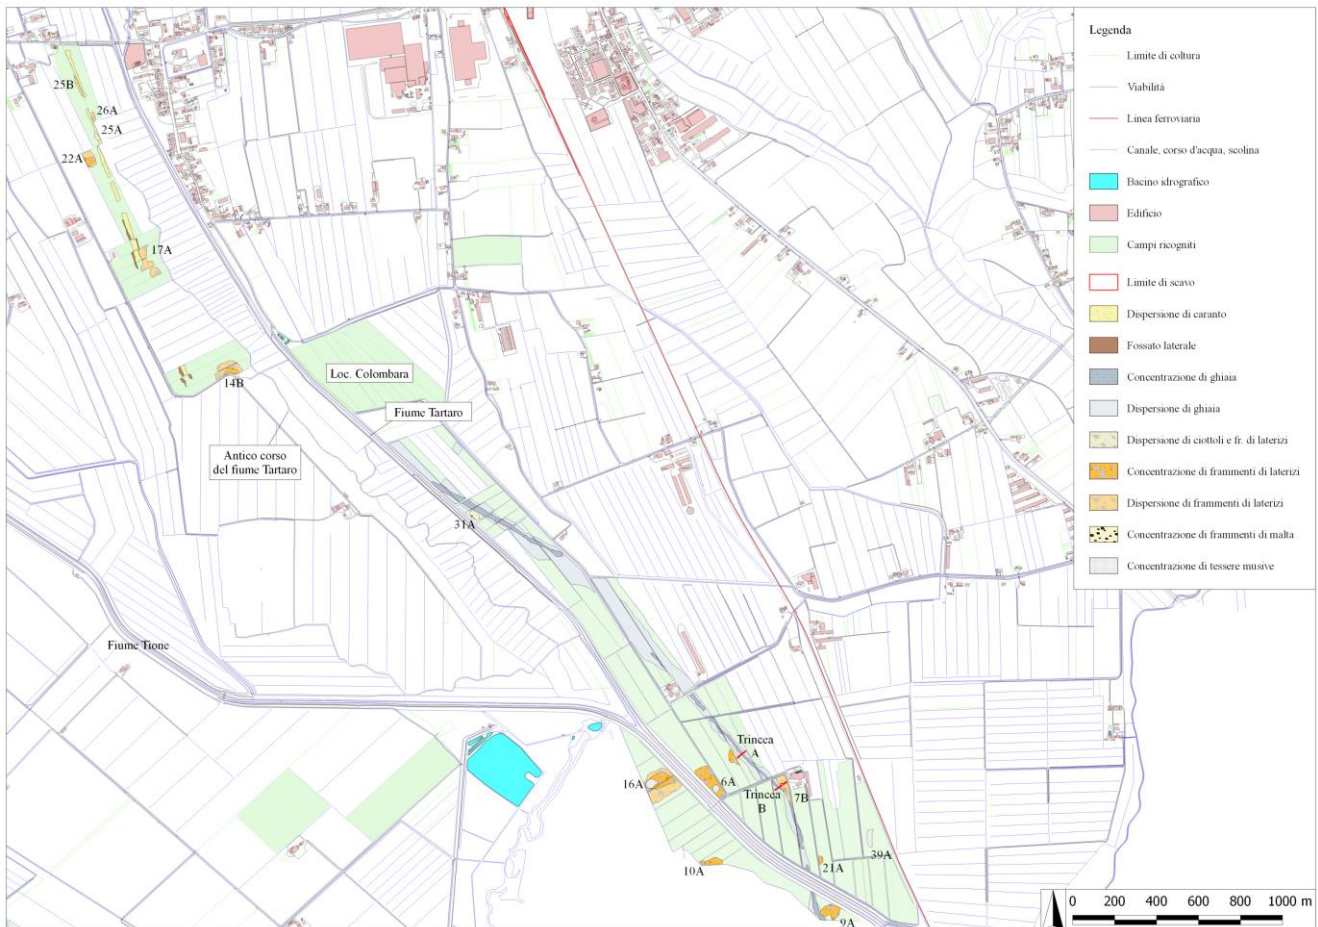 25B
26A
25A
22A
17A
14B
Loc. Colombara
Fiume Tartaro
Antico corso
del fiume Tartaro
31A
Fiume Tione
Trincea
A
16A
6A
Trincea
B
7B
10A
21A
39A
9A
Legenda
Limite di coltura
Viabilità
Linea ferroviaria
Canale, corso d'acqua, scolina
Bacino idrografico
Edificio
Campi ricogniti
Limite di scavo
Dispersione di caranto
Fossato laterale
Concentrazione di ghiaia
Dispersione di ghiaia
Dispersione di ciottoli e fr. di laterizi
Concentrazione di frammenti di laterizi
Dispersione di frammenti di laterizi
Concentrazione di frammenti di malta
Concentrazione di tessere musive
0 200 400 600 800 1000 m